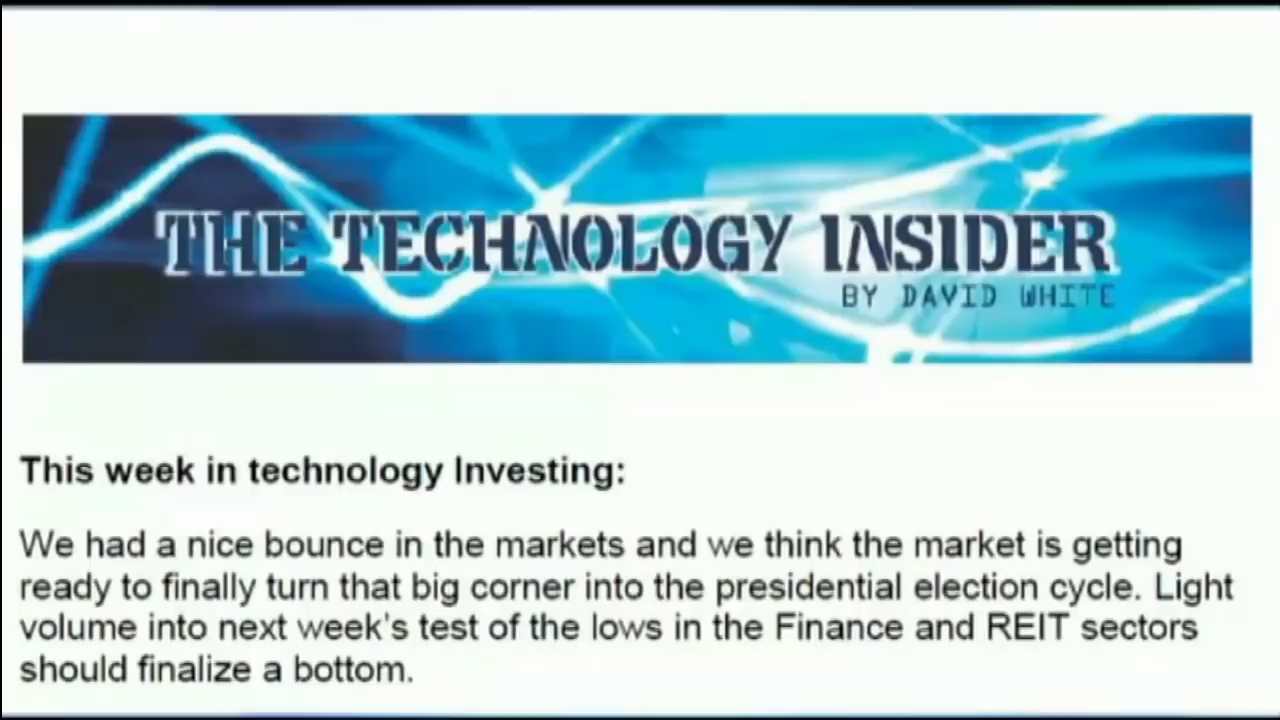 THE TECHNOLOGY INSIDER
BY DAVID WHITE
This week in technology Investing:
We had a nice bounce in the markets and we think the market is getting
ready to finally turn that big corner into the presidential election cycle. Light
volume into next week's test of the lows in the Finance and REIT sectors
should finalize a bottom.